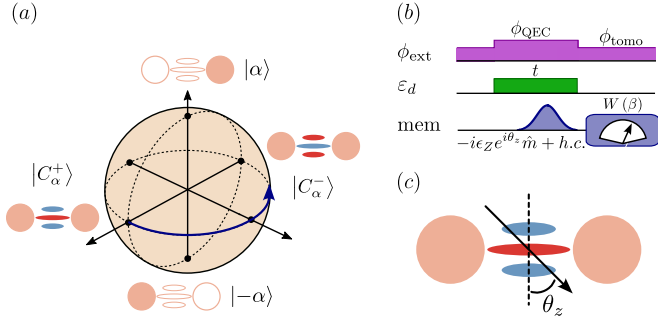 (a)
|α⟩
|C_α^+⟩
|C_α^-⟩
|−α⟩
(b)
ϕ_QEC
ϕ_ext
ϕ_tomo
ε_d
t
W (β)
mem
−iϵ_Z e^{iθ_z} m̂ + h.c.
(c)
θ_z